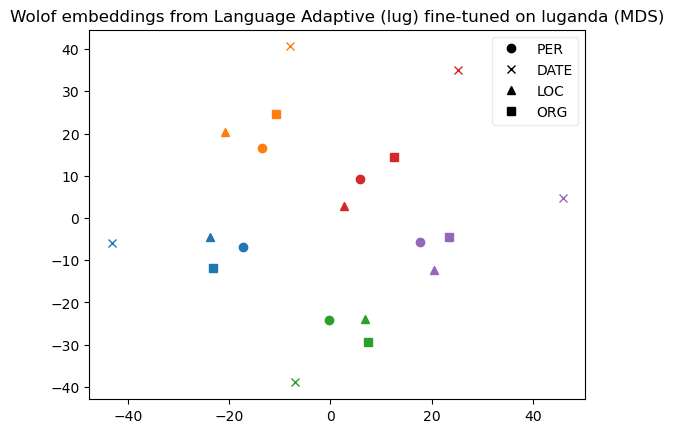 Wolof embeddings from Language Adaptive (lug) fine-tuned on luganda (MDS)
PER
DATE
LOC
ORG
40
30
20
10
0
−10
−20
−30
−40
−40 −20 0 20 40